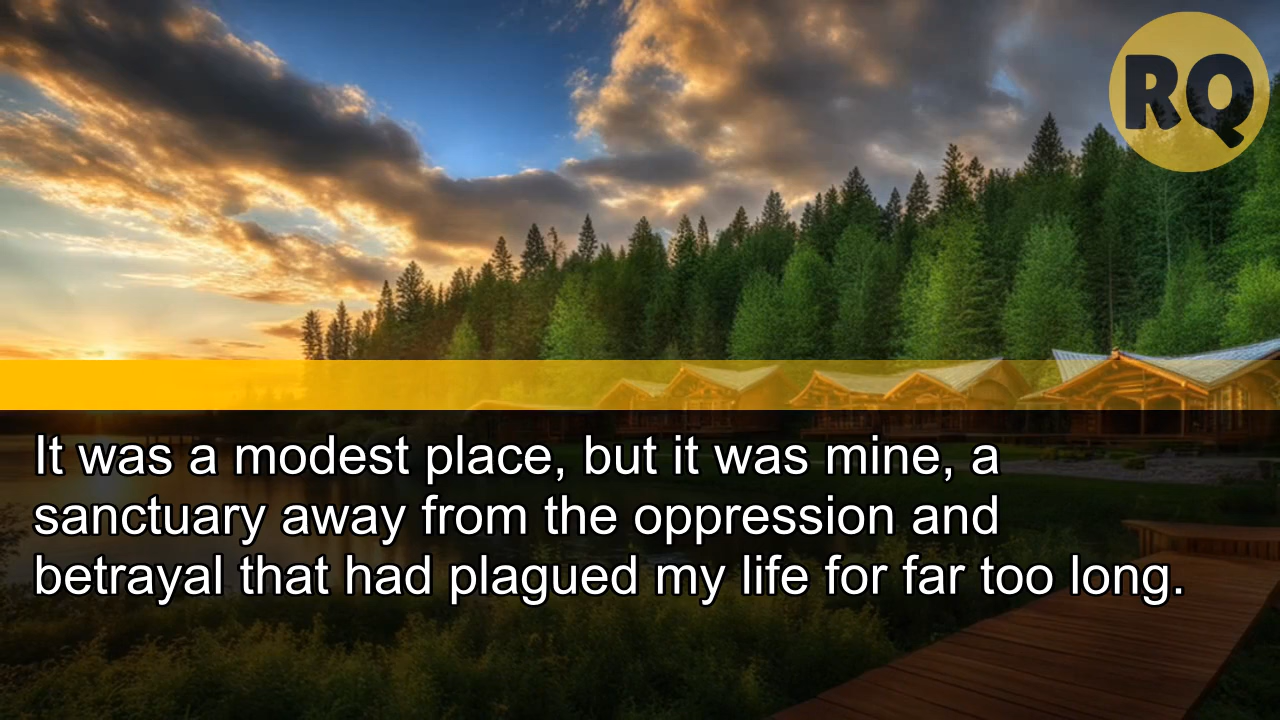 RQ
It was a modest place, but it was mine, a
sanctuary away from the oppression and
betrayal that had plagued my life for far too long.